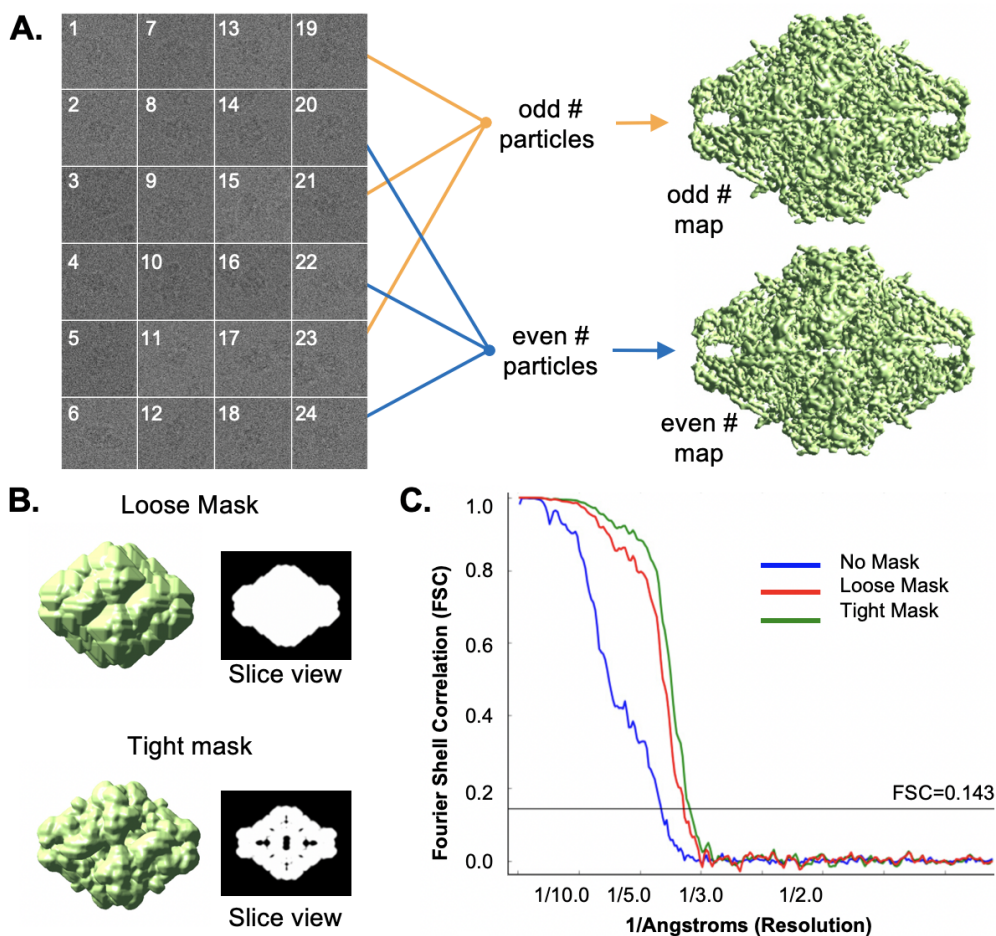 A.
1 7 13 19
2 8 14 20
3 9 15 21
4 10 16 22
5 11 17 23
6 12 18 24
odd #
particles
odd #
map
even #
particles
even #
map
B.
Loose Mask
Slice view
Tight mask
Slice view
C.
Fourier Shell Correlation (FSC)
1.0
0.8
0.6
0.4
0.2
0.0
No Mask
Loose Mask
Tight Mask
FSC=0.143
1/10.0 1/5.0 1/3.0 1/2.0
1/Angstroms (Resolution)